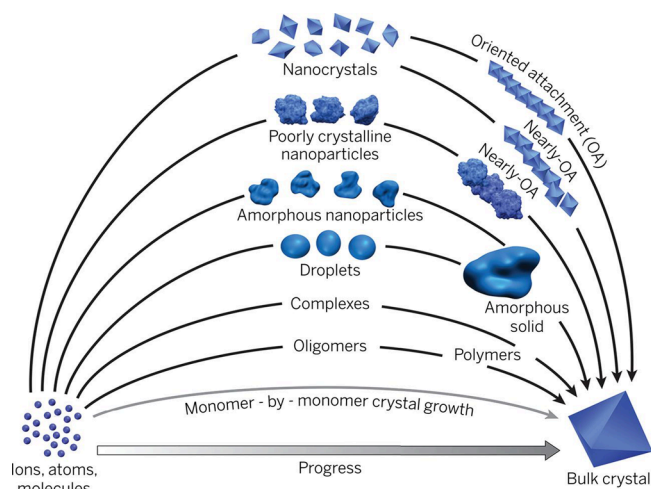 Oriented attachment (OA)
Nanocrystals
Nearly-OA
Poorly crystalline
nanoparticles
Nearly-OA
Amorphous nanoparticles
Droplets
Amorphous
solid
Complexes
Oligomers
Polymers
Monomer - by - monomer crystal growth
Ions, atoms,
molecules
Progress
Bulk crystal